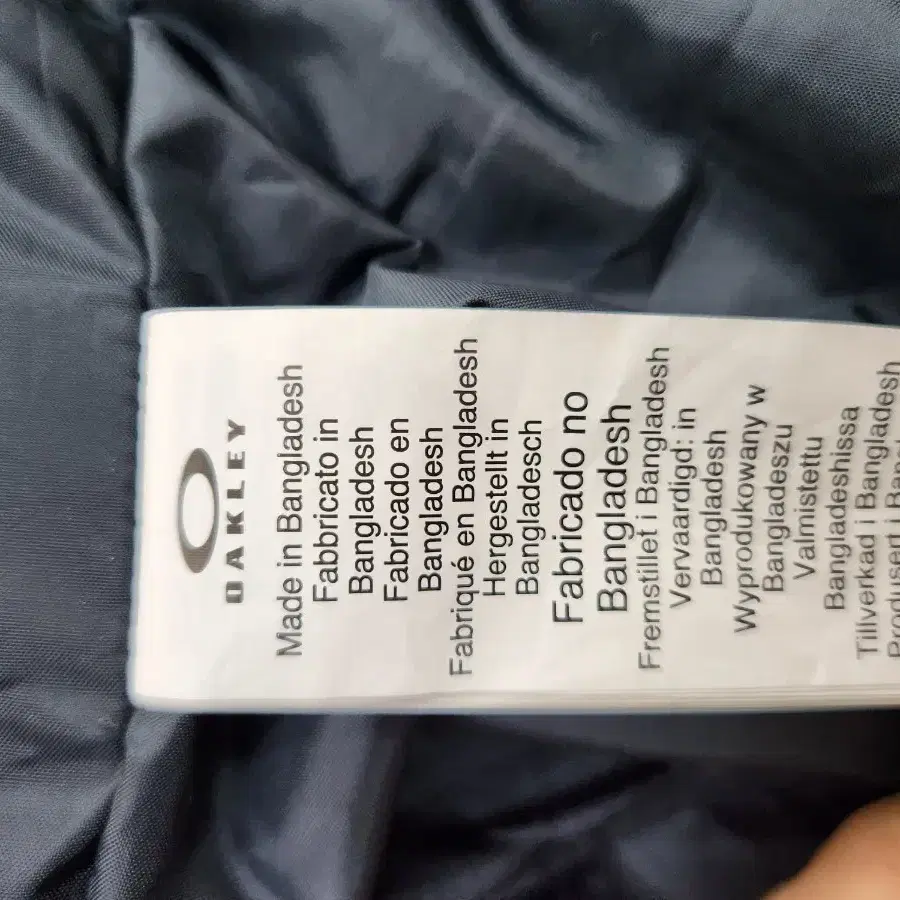 OAKLEY
Made in Bangladesh
Fabbricato in
Bangladesh
Fabricado en
Bangladesh
Fabriqué en Bangladesh
Hergestellt in
Bangladesch
Fabricado no
Bangladesh
Fremstillet i Bangladesh
Vervaardigd: in
Bangladesh
Wyprodukowany w
Bangladeszu
Valmistettu
Bangladeshissa
Tillverkad i Bangladesh
Produsert i